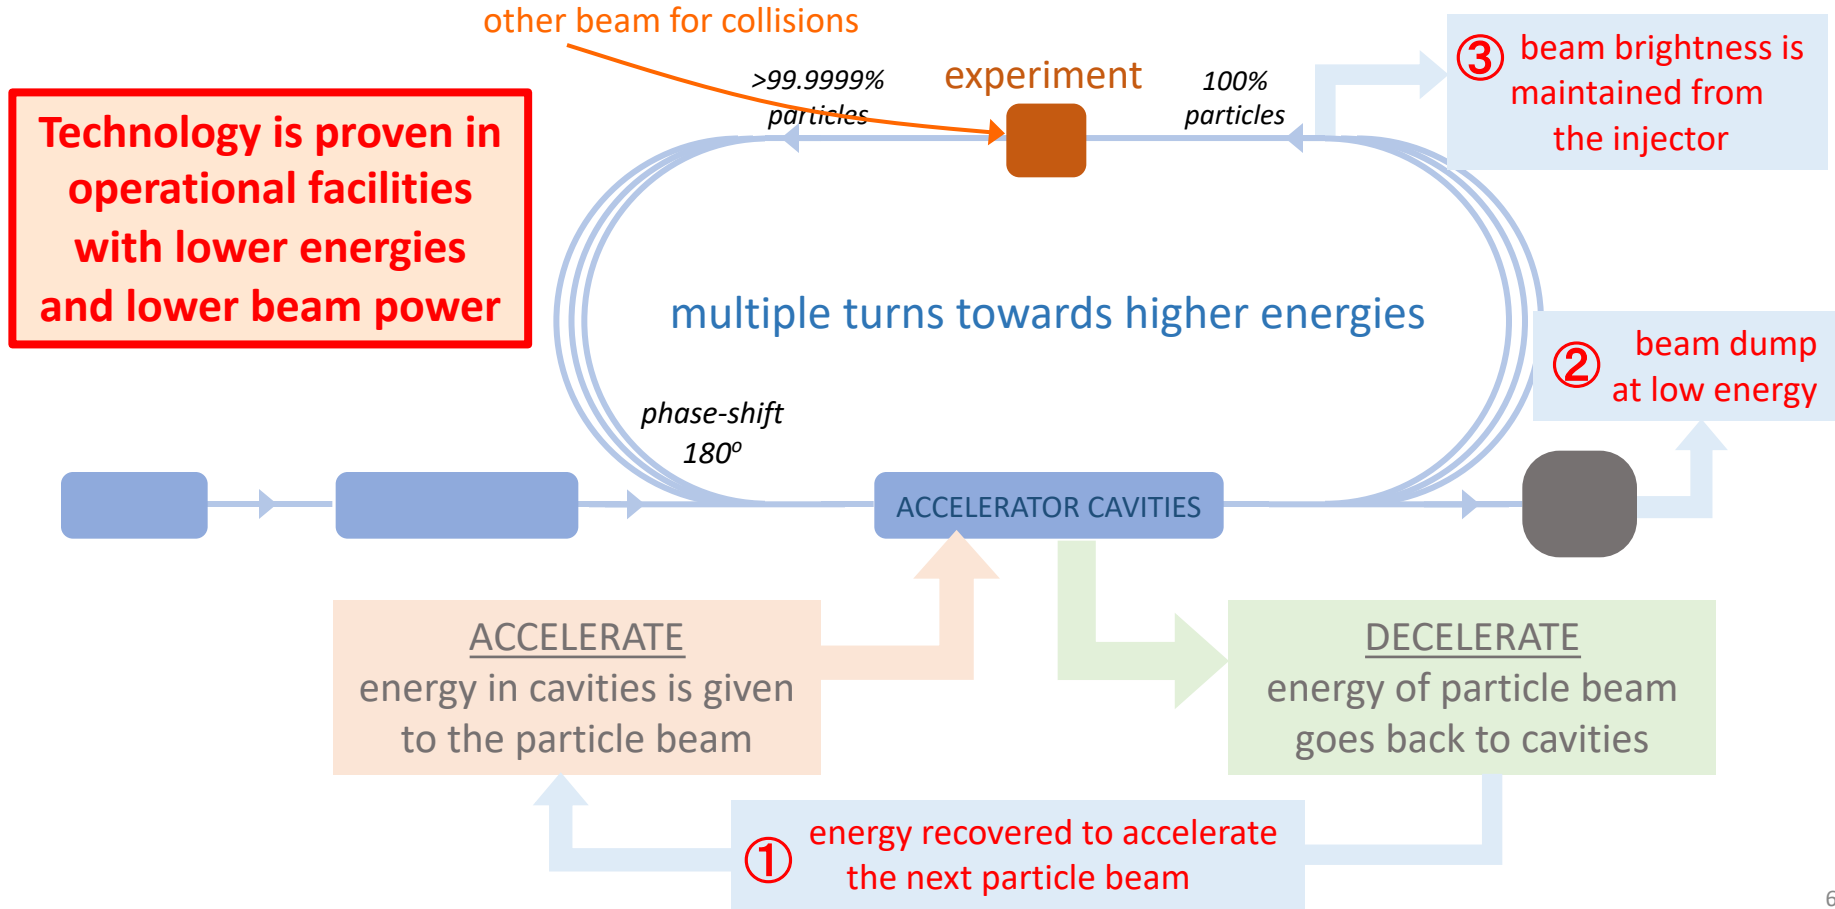 other beam for collisions
>99.9999%
particles
experiment
100%
particles
③ beam brightness is
maintained from
the injector
Technology is proven in
operational facilities
with lower energies
and lower beam power
multiple turns towards higher energies
② beam dump
at low energy
phase-shift
180º
ACCELERATOR CAVITIES
ACCELERATE
energy in cavities is given
to the particle beam
DECELERATE
energy of particle beam
goes back to cavities
① energy recovered to accelerate
the next particle beam
6